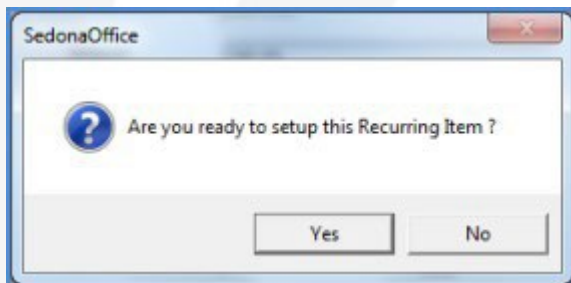 SedonaOffice
Are you ready to setup this Recurring Item ?
Yes
No